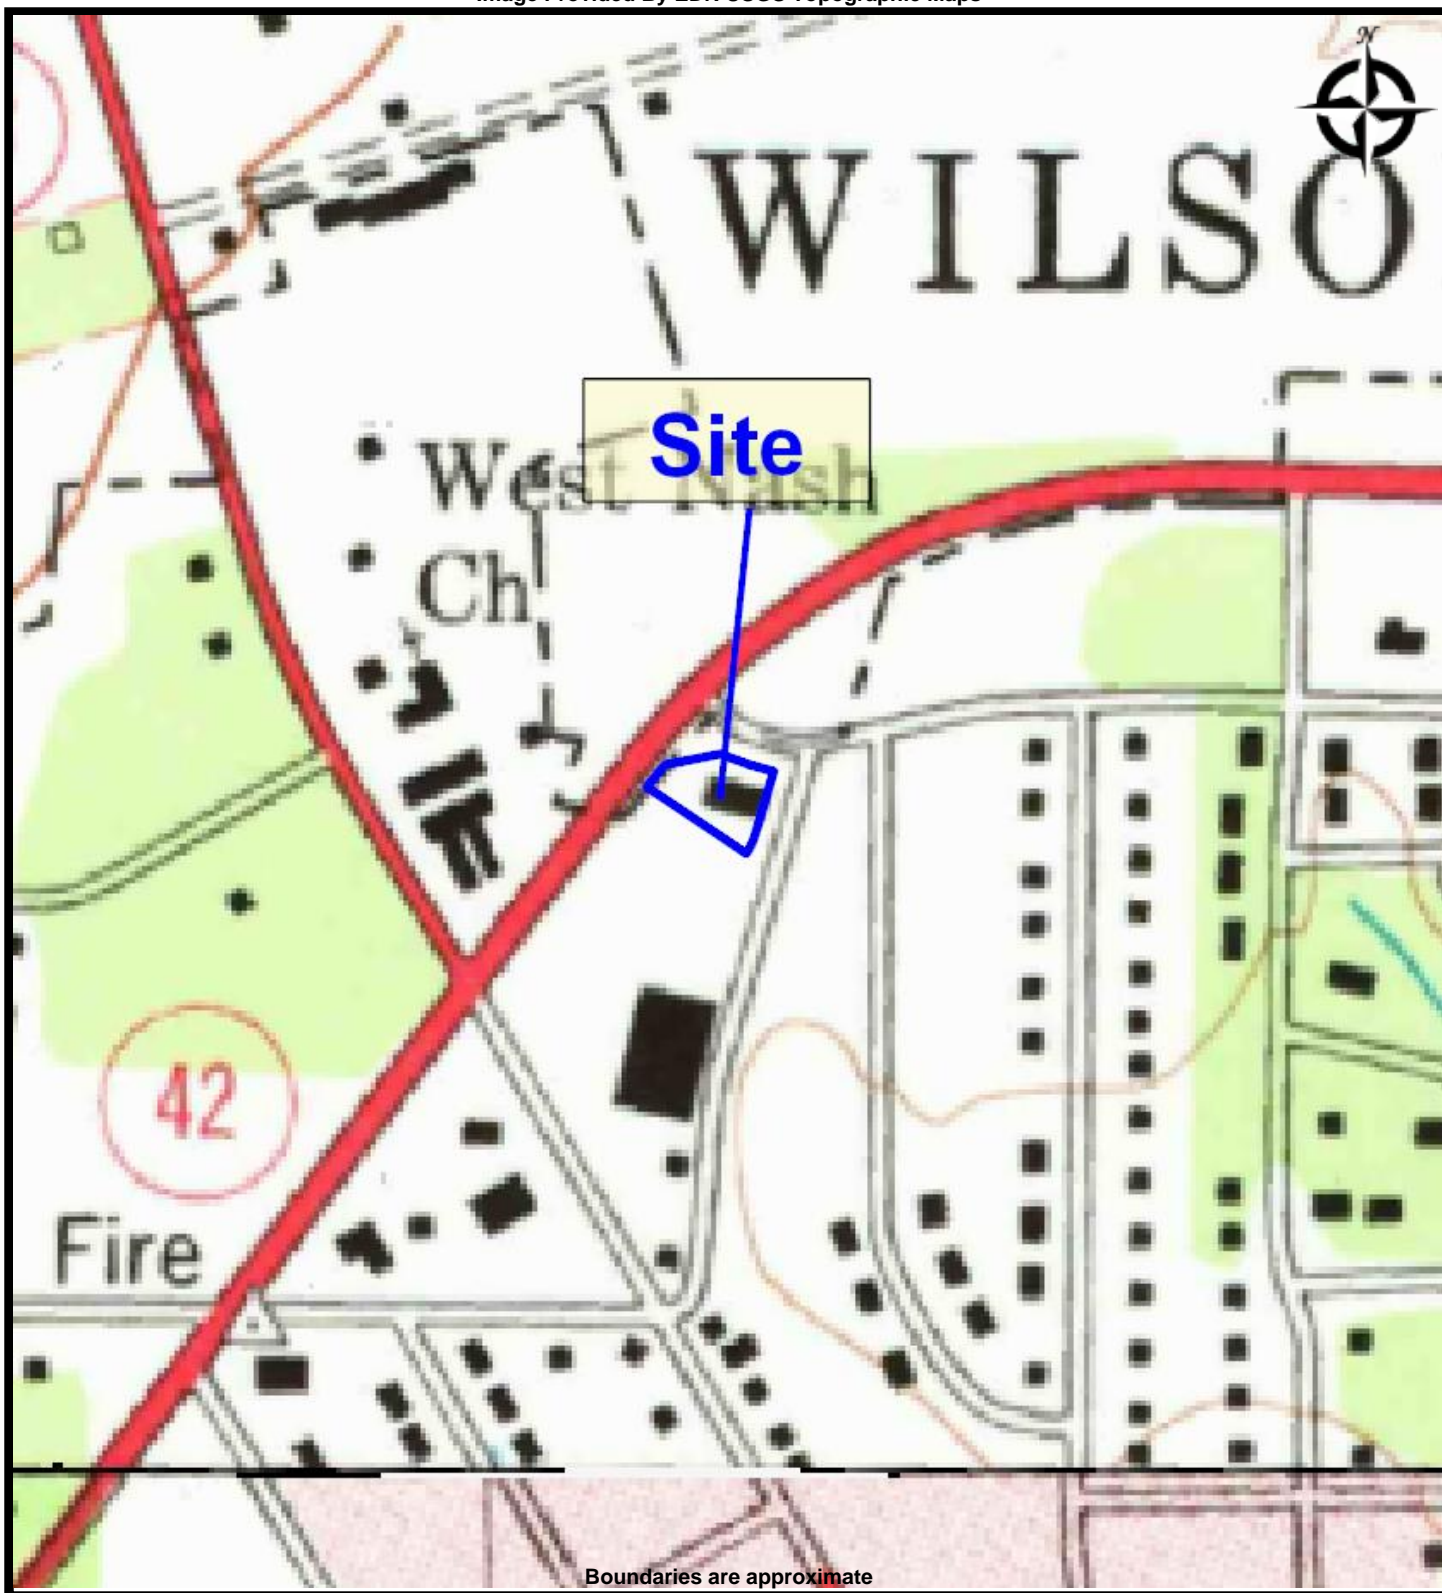 Image Provided By EDR USGS Topographic Maps
N
WILSO
Site
West Nash
Ch
42
Fire
Boundaries are approximate